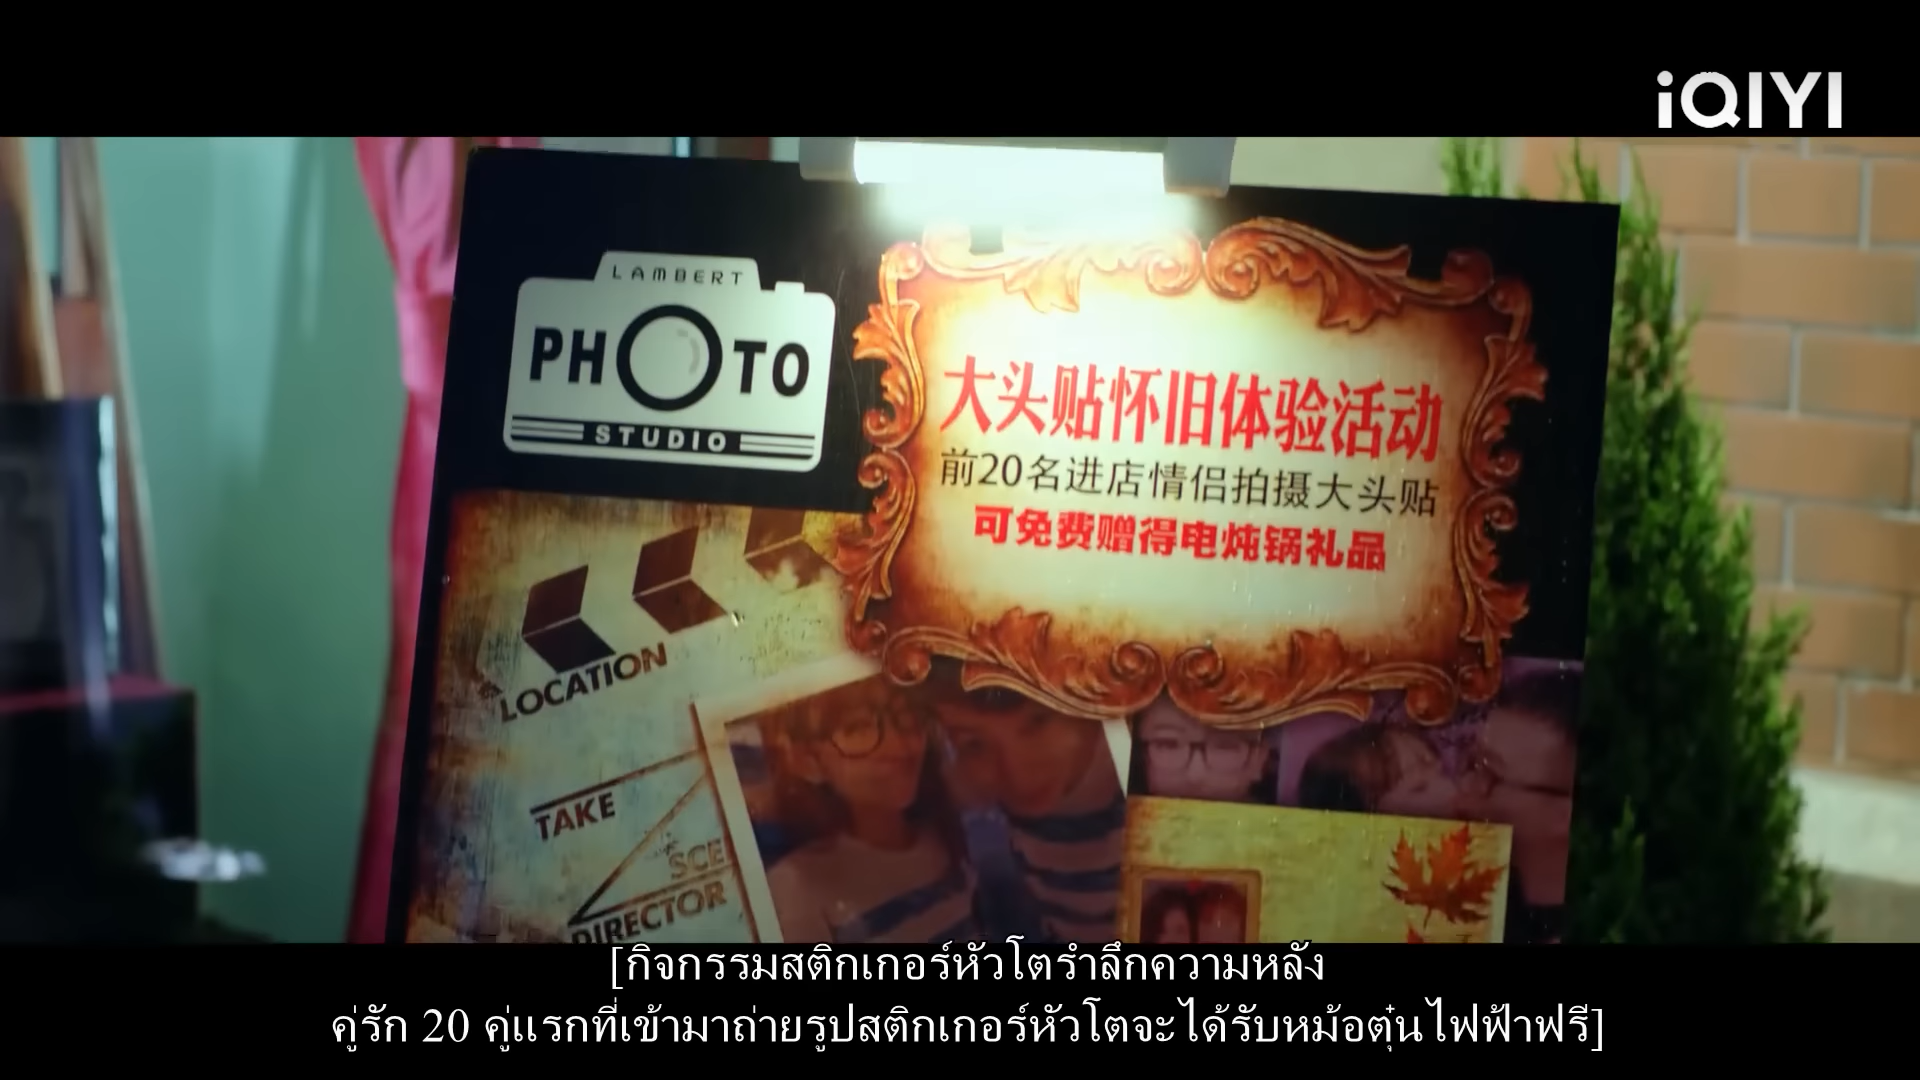 iQIYI
LAMBERT
PHOTO
STUDIO
大头贴怀旧体验活动
前20名进店情侣拍摄大头贴
可免费赠得电炖锅礼品
LOCATION
TAKE
SCE
DIRECTOR
[กิจกรรมสติกเกอร์หัวโตรำลึกความหลัง
คู่รัก 20 คู่แรกที่เข้ามาถ่ายรูปสติกเกอร์หัวโตจะได้รับหม้อตุ๋นไฟฟ้าฟรี]